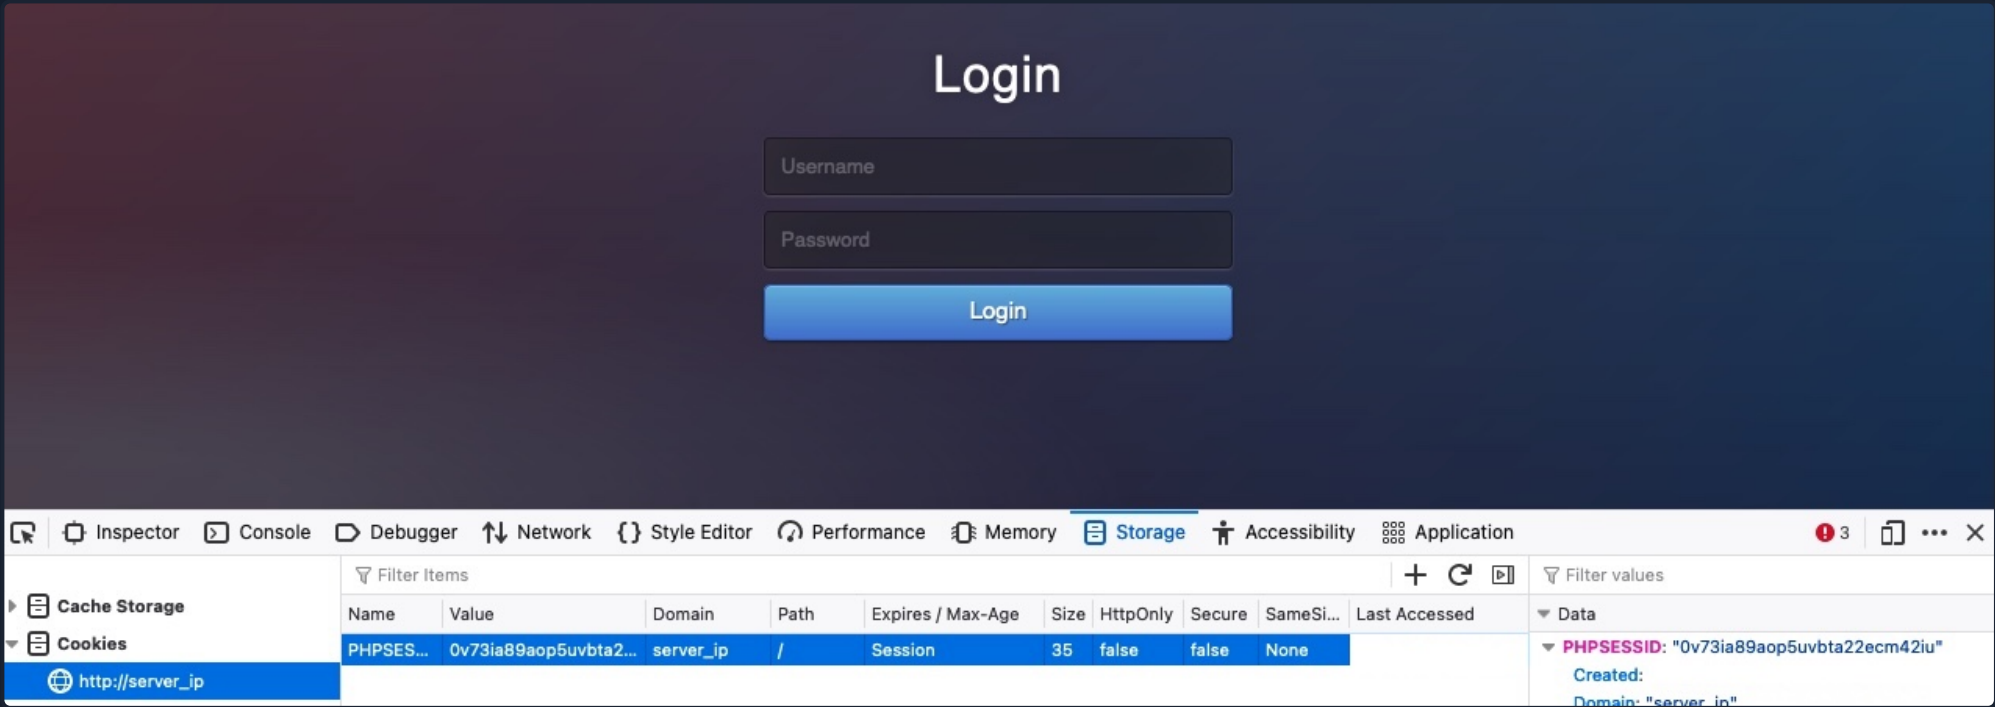 Login
Username
Password
Login
Inspector Console Debugger Network Style Editor Performance Memory Storage Accessibility Application 3
Filter Items
Filter values
Cache Storage
Cookies
http://server_ip
Name Value Domain Path Expires / Max-Age Size HttpOnly Secure SameSi... Last Accessed
PHPSES... 0v73ia89aop5uvbta2... server_ip / Session 35 false false None
Data
PHPSESSID: "0v73ia89aop5uvbta22ecm42iu"
Created:
Domain: "server_ip"